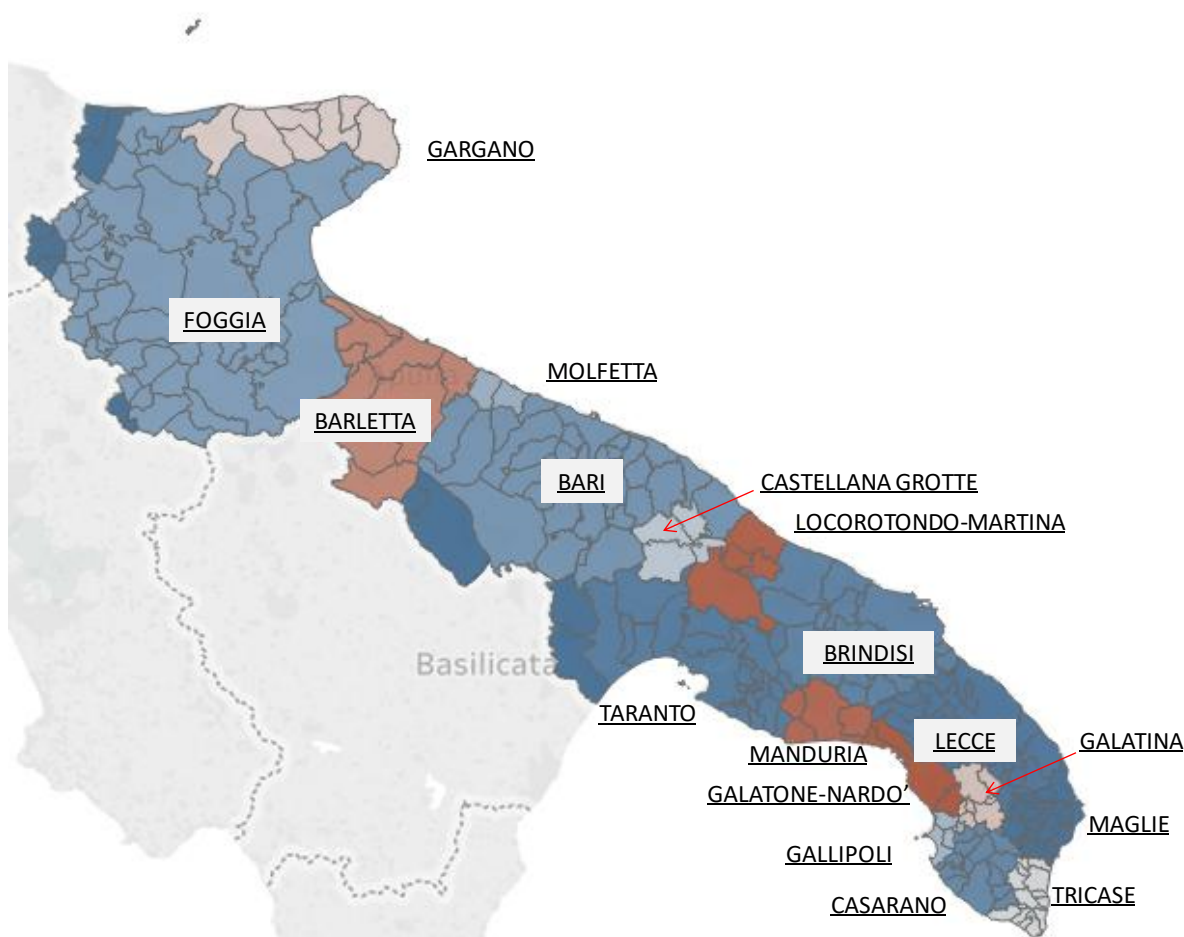 GARGANO
FOGGIA
MOLFETTA
BARLETTA
BARI
CASTELLANA GROTTE
LOCOROTONDO-MARTINA
Basilicata
BRINDISI
TARANTO
LECCE
GALATINA
MANDURIA
GALATONE-NARDO’
MAGLIE
GALLIPOLI
TRICASE
CASARANO